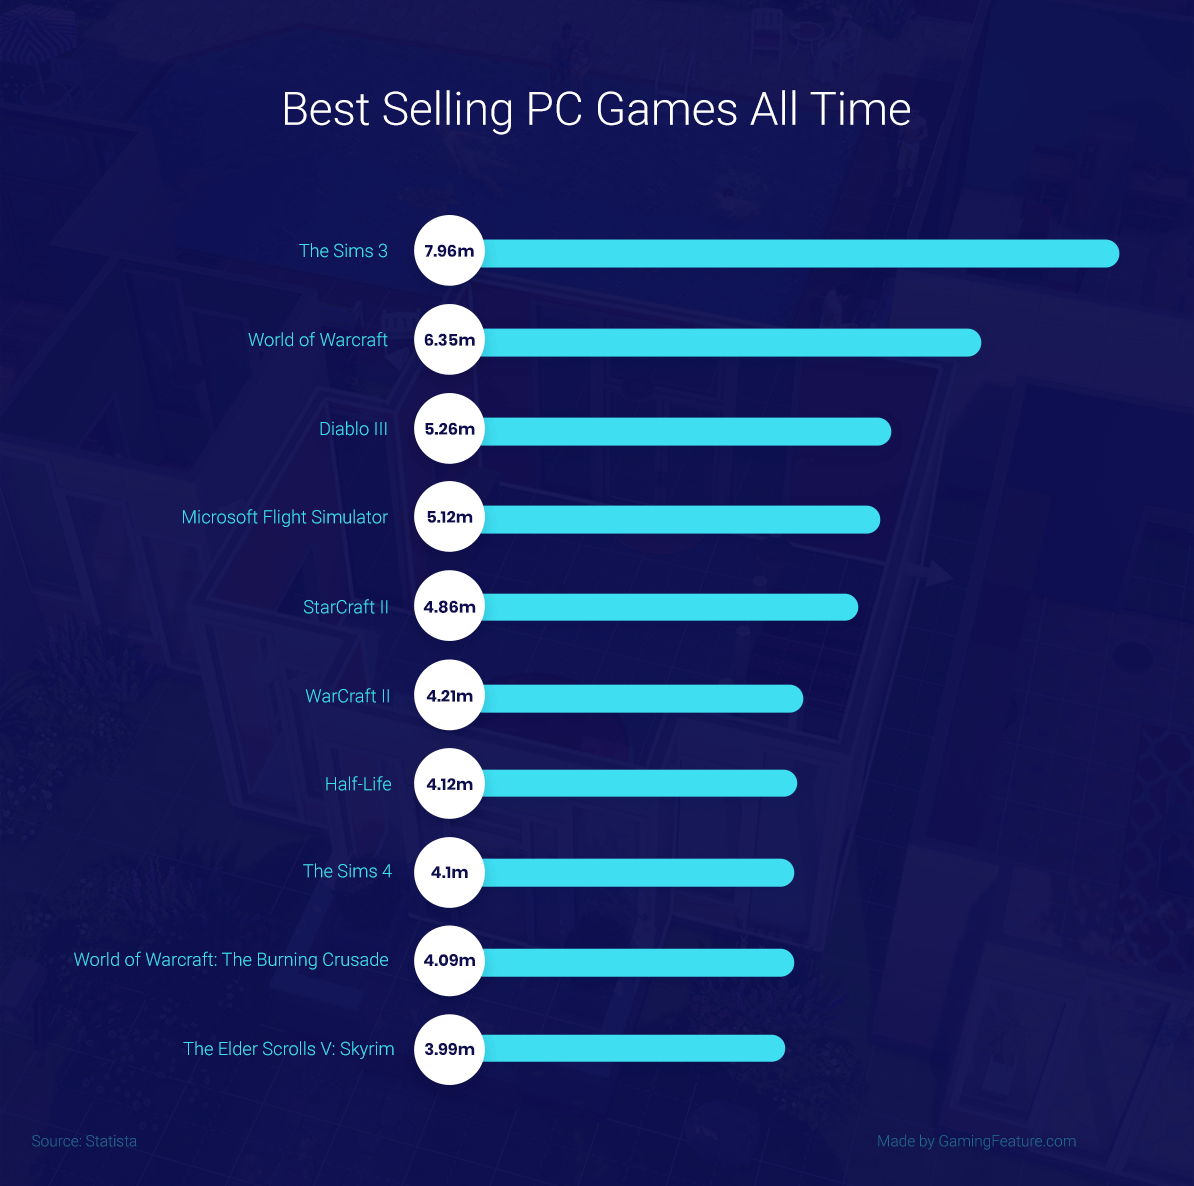 Best Selling PC Games All Time
The Sims 3 7.96m
World of Warcraft 6.35m
Diablo III 5.26m
Microsoft Flight Simulator 5.12m
StarCraft II 4.86m
WarCraft II 4.21m
Half-Life 4.12m
The Sims 4 4.1m
World of Warcraft: The Burning Crusade 4.09m
The Elder Scrolls V: Skyrim 3.99m
Source: Statista Made by GamingFeature.com